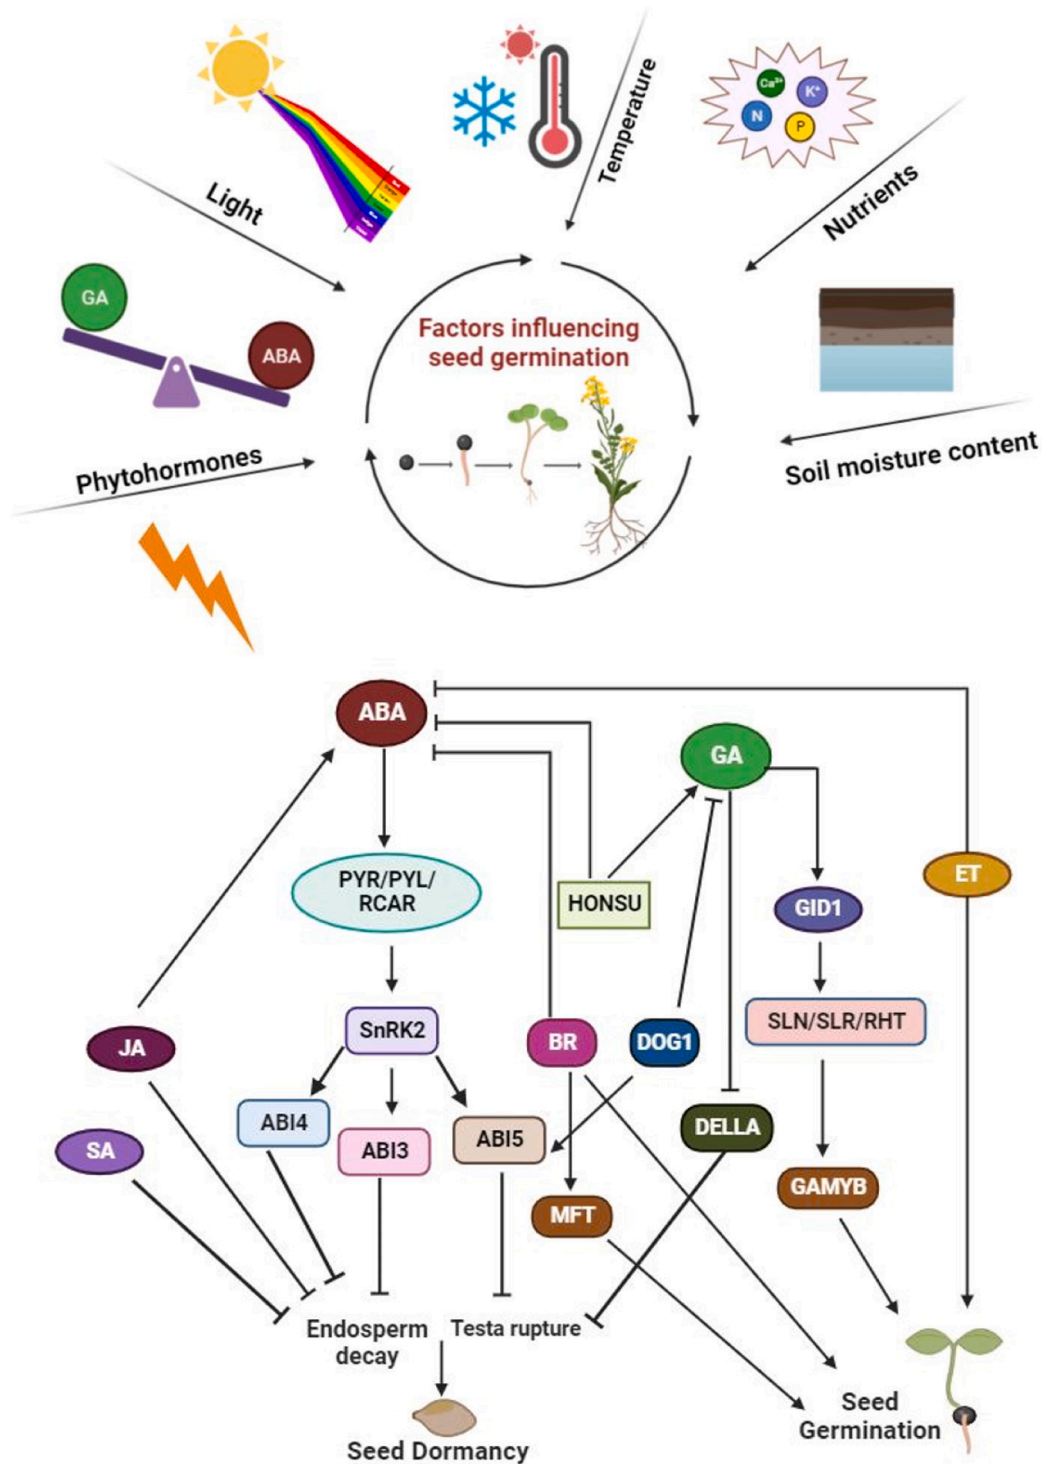 Temperature
Ca²⁺
K⁺
N
P
Light
Nutrients
GA
ABA
Factors influencing
seed germination
Phytohormones
Soil moisture content
ABA
GA
PYR/PYL/
RCAR
HONSU
GID1
ET
SnRK2
BR
DOG1
SLN/SLR/RHT
JA
ABI4
ABI3
ABI5
DELLA
SA
MFT
GAMYB
Endosperm
decay
Testa rupture
Seed
Germination
Seed Dormancy